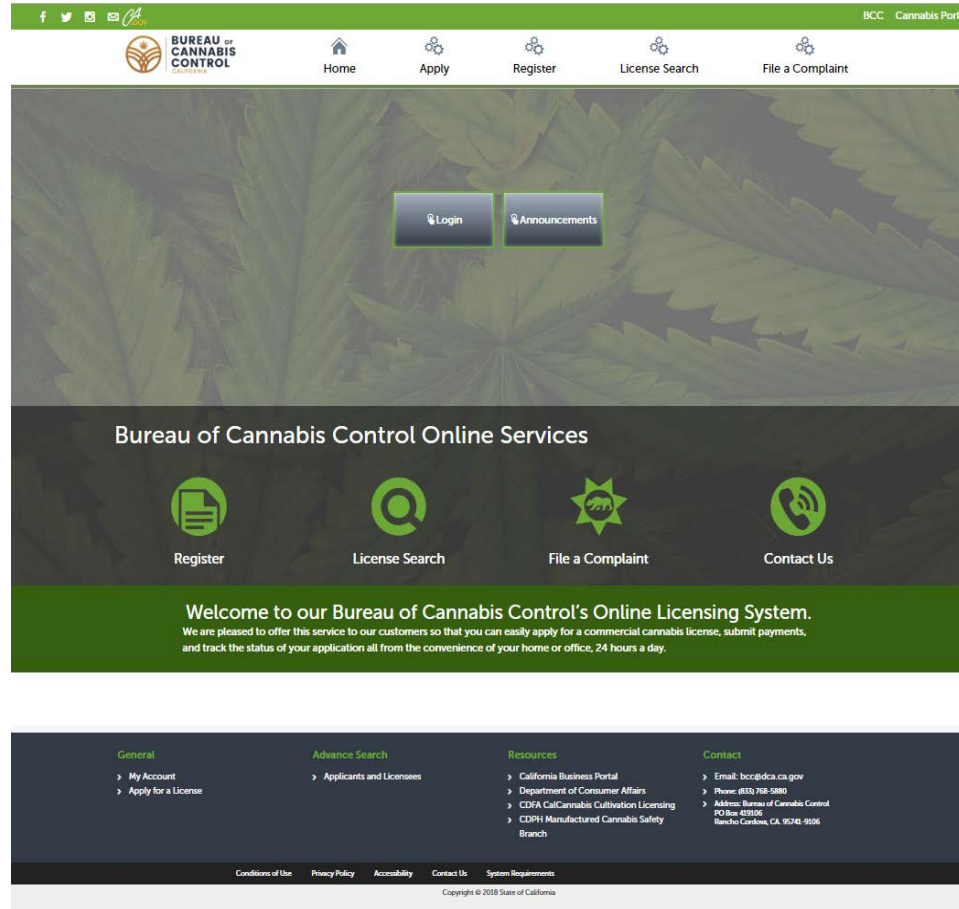 CA
.GOV
BCC Cannabis Port
BUREAU OF
CANNABIS
CONTROL
CALIFORNIA
Home
Apply
Register
License Search
File a Complaint
Login
Announcements
Bureau of Cannabis Control Online Services
Register
License Search
File a Complaint
Contact Us
Welcome to our Bureau of Cannabis Control's Online Licensing System.
We are pleased to offer this service to our customers so that you can easily apply for a commercial cannabis license, submit payments,
and track the status of your application all from the convenience of your home or office, 24 hours a day.
General
My Account
Apply for a License
Advance Search
Applicants and Licensees
Resources
California Business Portal
Department of Consumer Affairs
CDFA CalCannabis Cultivation Licensing
CDPH Manufactured Cannabis Safety
Branch
Contact
Email: bcc@dca.ca.gov
Phone: (833) 768-5880
Address: Bureau of Cannabis Control
PO Box 419106
Rancho Cordova, CA. 95741-9106
Conditions of Use Privacy Policy Accessibility Contact Us System Requirements
Copyright © 2018 State of California